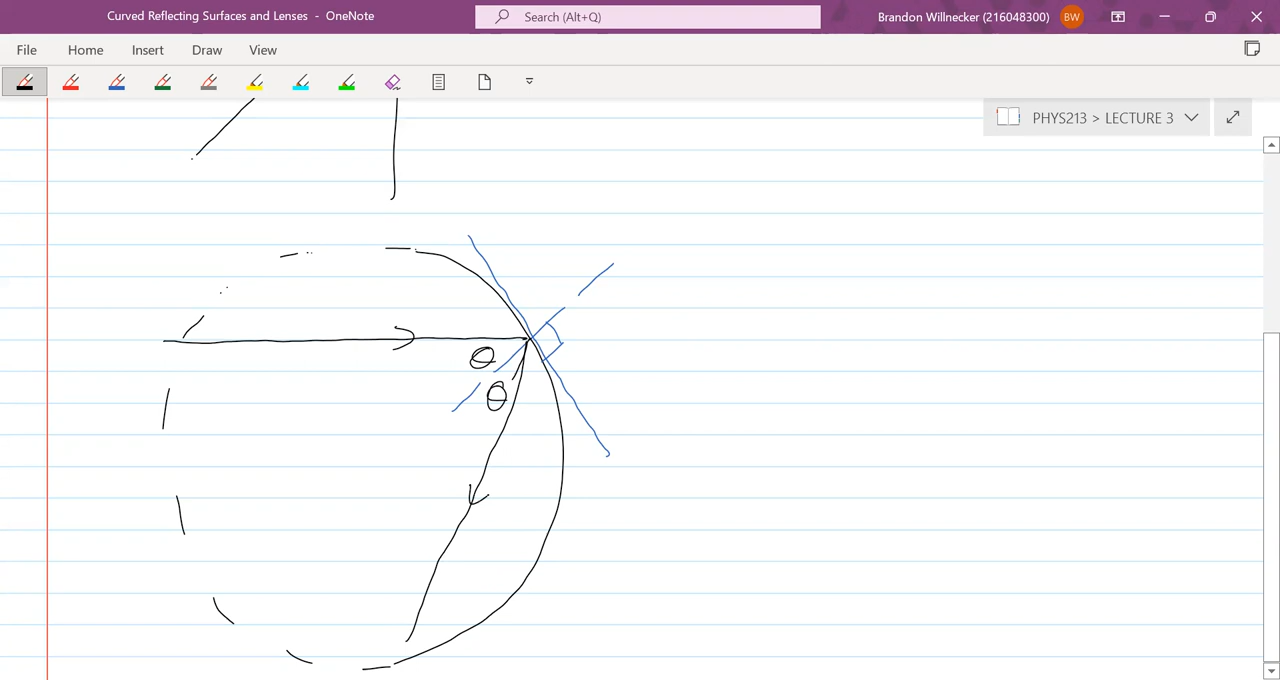 Curved Reflecting Surfaces and Lenses - OneNote
Search (Alt+Q)
Brandon Willnecker (216048300)
BW
File Home Insert Draw View
PHYS213 > LECTURE 3
θ
θ